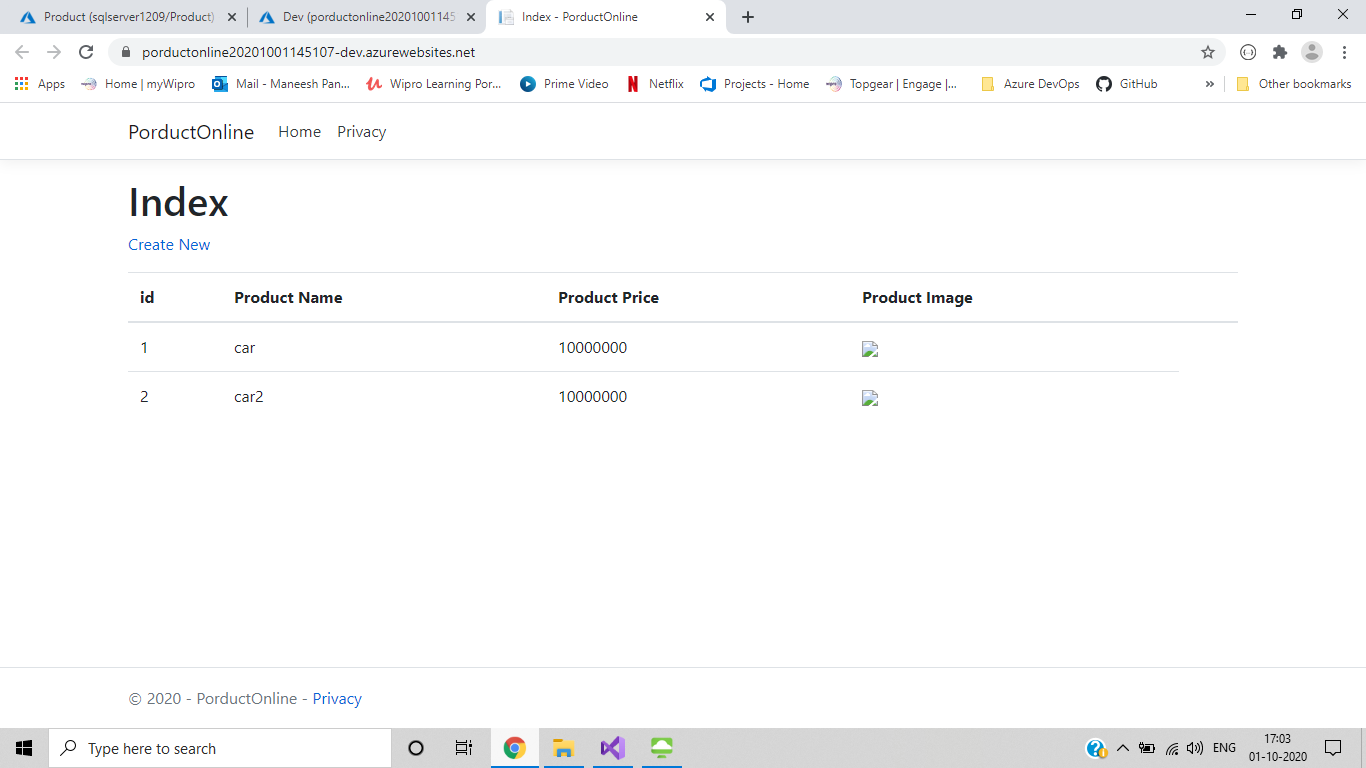 Product (sqlserver1209/Product)
Dev (porductonline20201001145
Index - PorductOnline
porductonline20201001145107-dev.azurewebsites.net
Apps
Home | myWipro
Mail - Maneesh Pan...
Wipro Learning Por...
Prime Video
Netflix
Projects - Home
Topgear | Engage |...
Azure DevOps
GitHub
»
Other bookmarks
PorductOnline Home Privacy
Index
Create New
id Product Name Product Price Product Image
1 car 10000000
2 car2 10000000
© 2020 - PorductOnline - Privacy
Type here to search
ENG
17:03
01-10-2020